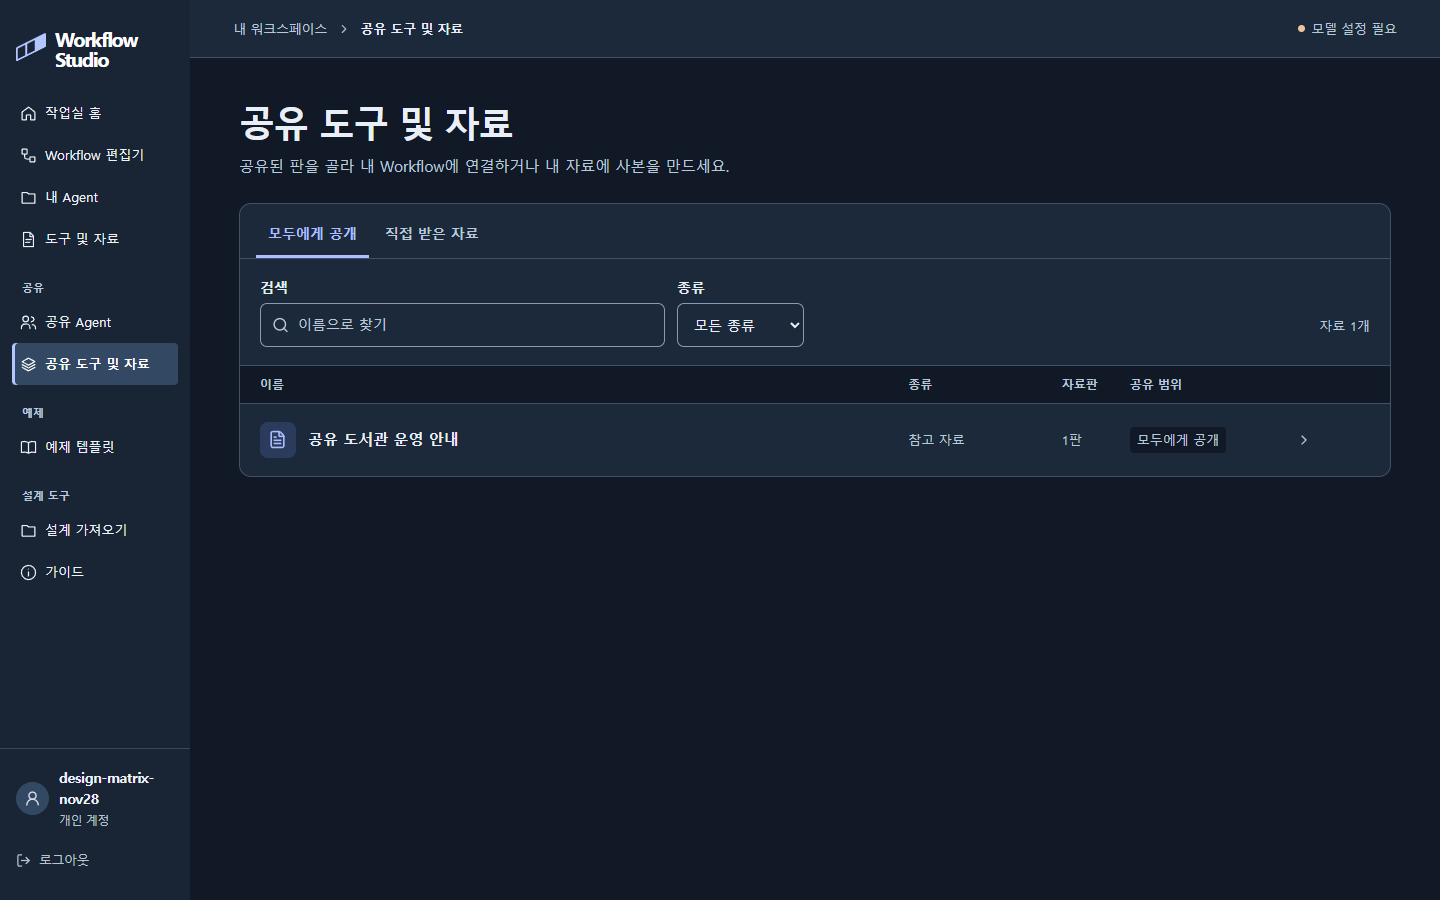 Workflow
Studio
작업실 홈
Workflow 편집기
내 Agent
도구 및 자료
공유
공유 Agent
공유 도구 및 자료
예제
예제 템플릿
설계 도구
설계 가져오기
가이드
design-matrix-
nov28
개인 계정
로그아웃
내 워크스페이스 > 공유 도구 및 자료
모델 설정 필요
공유 도구 및 자료
공유된 판을 골라 내 Workflow에 연결하거나 내 자료에 사본을 만드세요.
모두에게 공개 직접 받은 자료
검색 종류
이름으로 찾기 모든 종류 자료 1개
이름 종류 자료판 공유 범위
공유 도서관 운영 안내 참고 자료 1판 모두에게 공개